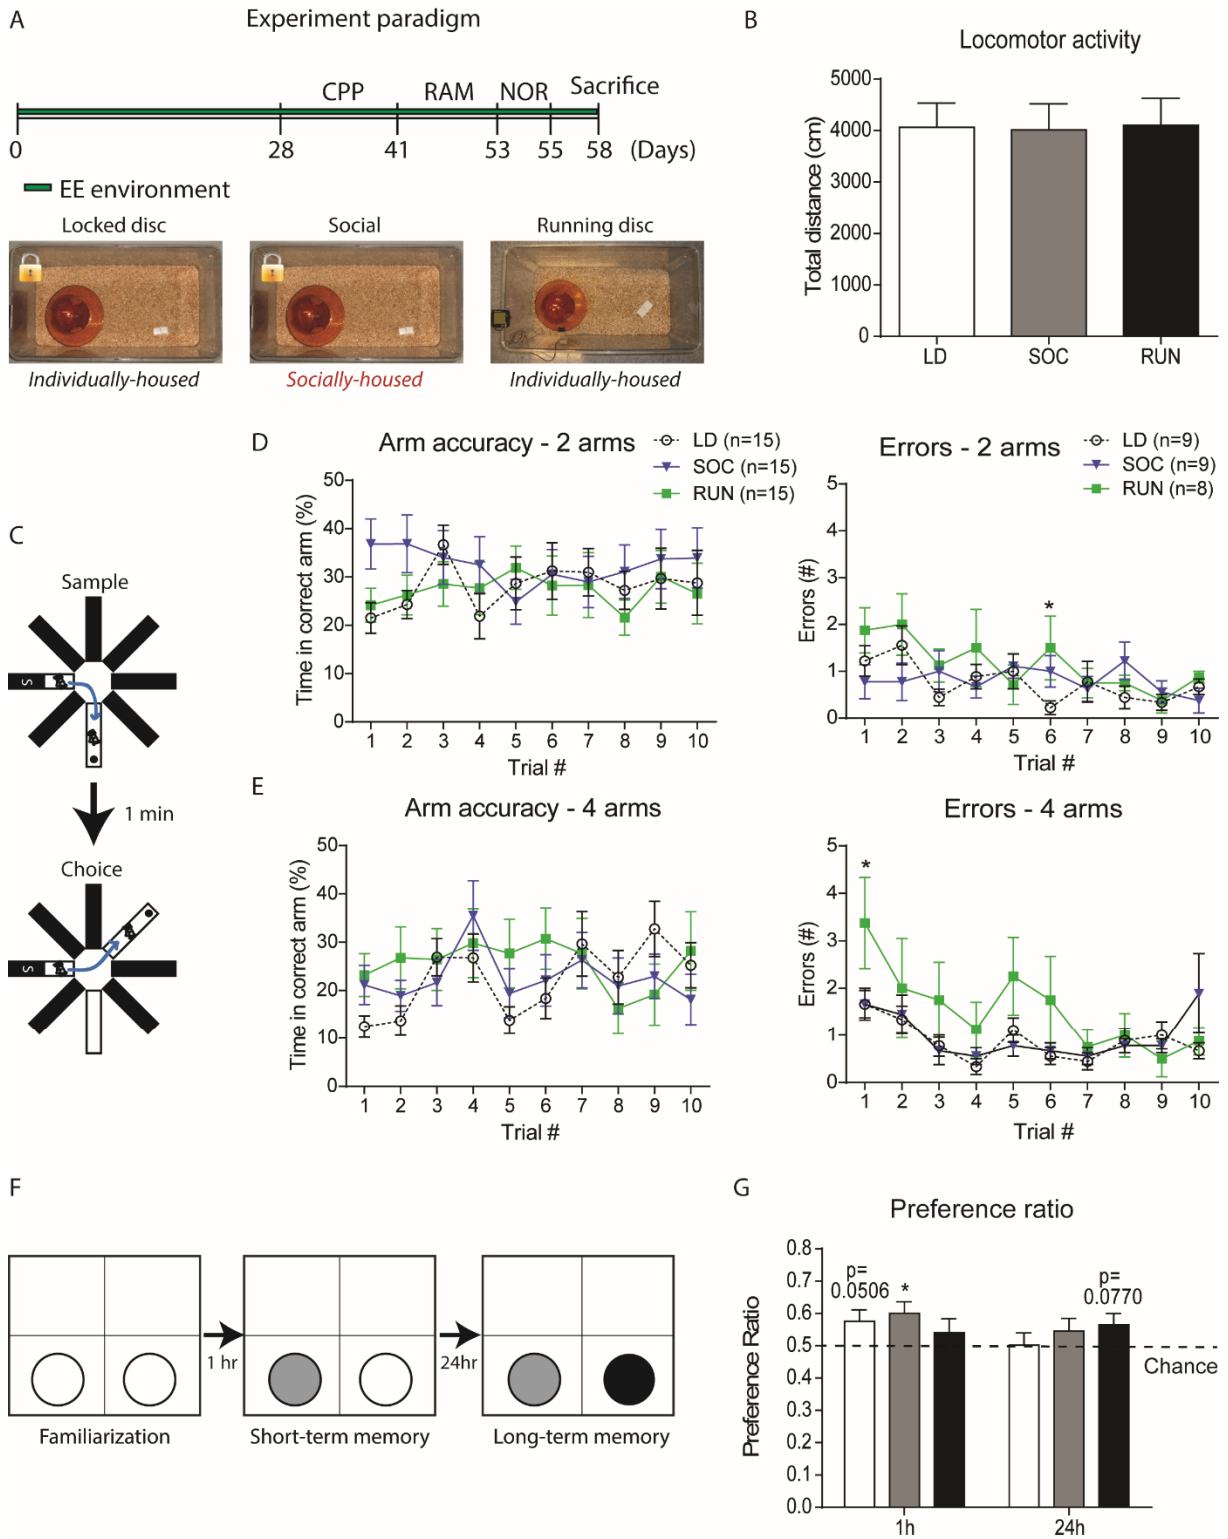 A
Experiment paradigm
CPP RAM NOR Sacrifice
0 28 41 53 55 58 (Days)
EE environment
Locked disc Social Running disc
Individually-housed Socially-housed Individually-housed
B
Locomotor activity
Total distance (cm)
5000
4000
3000
2000
1000
0
LD SOC RUN
C
Sample
S
1 min
Choice
S
D
Arm accuracy - 2 arms
LD (n=15)
SOC (n=15)
RUN (n=15)
Time in correct arm (%)
50
40
30
20
10
0
1 2 3 4 5 6 7 8 9 10
Trial #
Errors - 2 arms
LD (n=9)
SOC (n=9)
RUN (n=8)
Errors (#)
5
4
3
2
1
0
*
1 2 3 4 5 6 7 8 9 10
Trial #
E
Arm accuracy - 4 arms
Time in correct arm (%)
50
40
30
20
10
0
1 2 3 4 5 6 7 8 9 10
Trial #
Errors - 4 arms
Errors (#)
5
4
3
2
1
0
*
1 2 3 4 5 6 7 8 9 10
Trial #
F
1 hr
24hr
Familiarization Short-term memory Long-term memory
G
Preference ratio
Preference Ratio
0.8
0.7
0.6
0.5
0.4
0.3
0.2
0.1
0.0
p=
0.0506
*
p=
0.0770
Chance
1h 24h